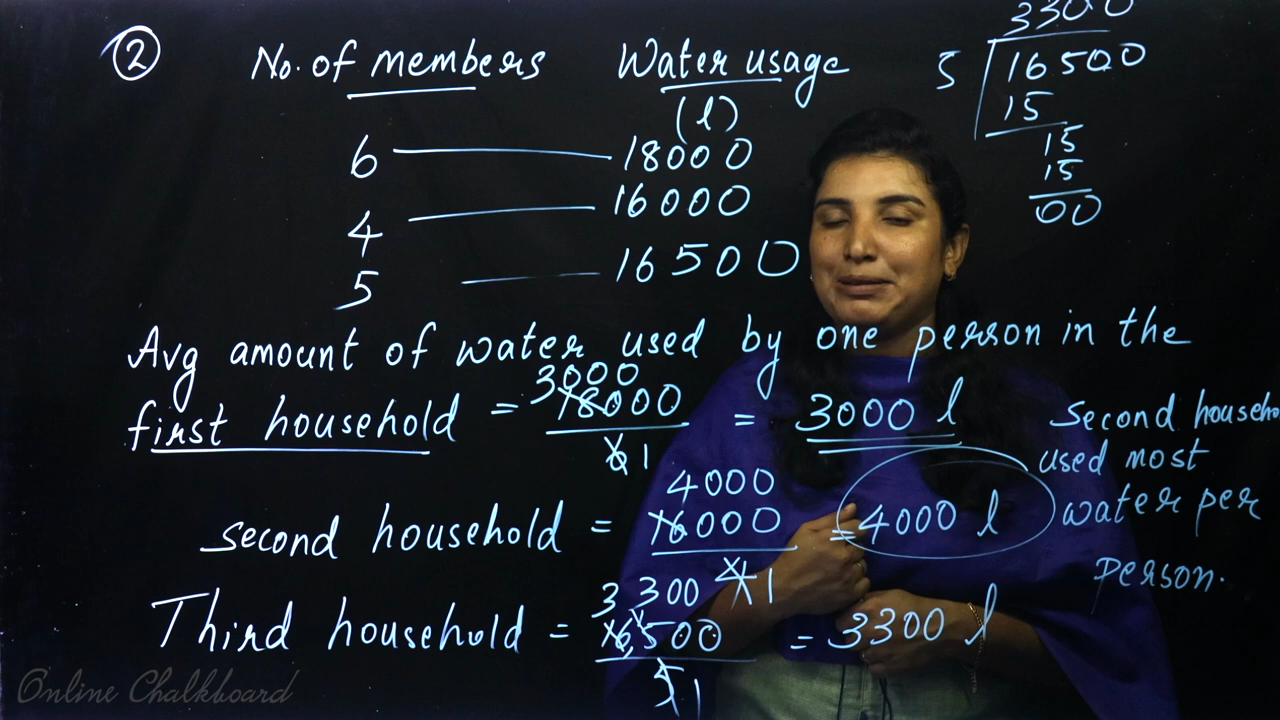 ② No. of members Water usage
(l)
6 18000
4 16000
5 16500
3300
5 16500
15
15
15
00
Avg amount of water used by one person in the
3000
first household = 18000 = 3000 l
6 1
4000
second household = 16000 = 4000 l
4 1
3 300
Third household = 16500 = 3300 l
5 1
Second househo
used most
water per
person.
Online Chalkboard